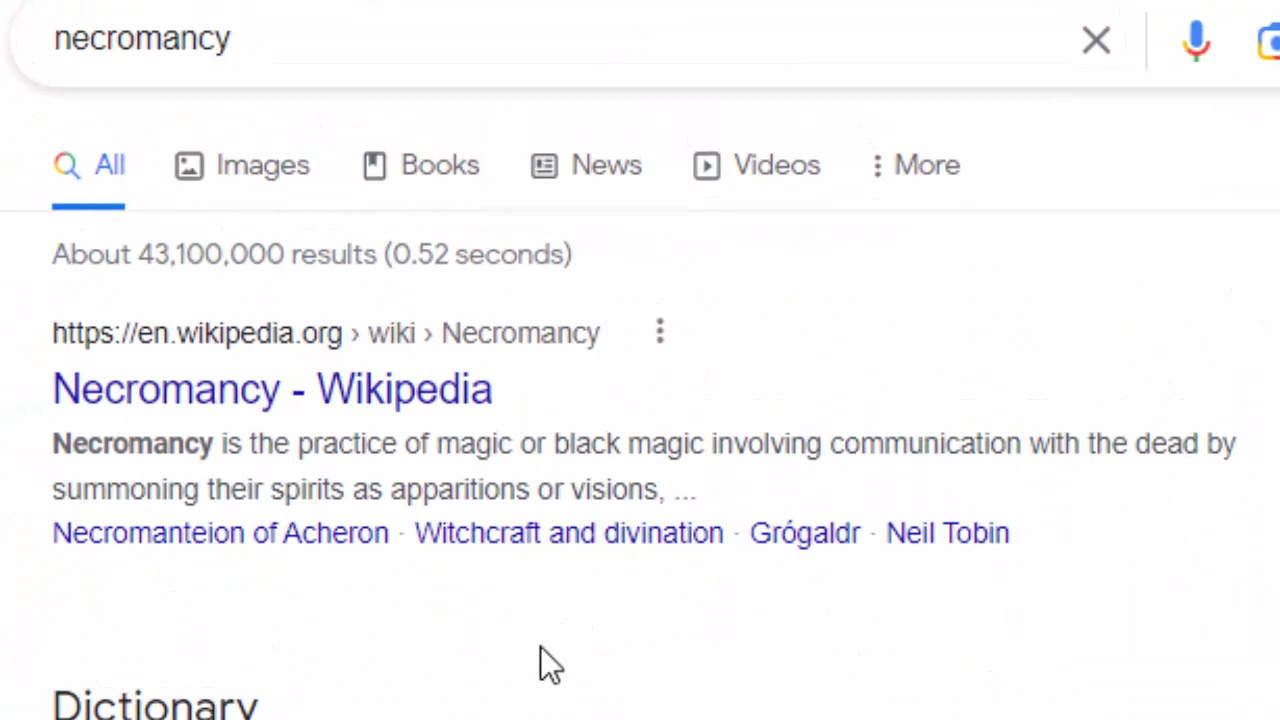 necromancy
All Images Books News Videos More
About 43,100,000 results (0.52 seconds)
https://en.wikipedia.org › wiki › Necromancy
Necromancy - Wikipedia
Necromancy is the practice of magic or black magic involving communication with the dead by
summoning their spirits as apparitions or visions, ...
Necromanteion of Acheron · Witchcraft and divination · Grógaldr · Neil Tobin
Dictionary